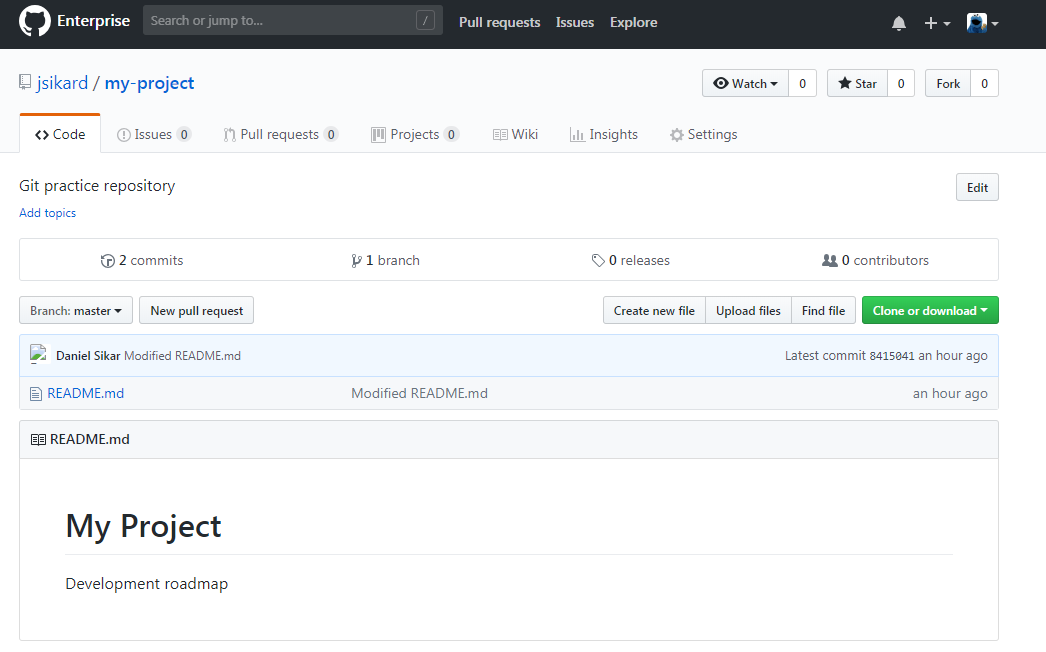 Enterprise Search or jump to... / Pull requests Issues Explore
jsikard / my-project Watch 0 Star 0 Fork 0
Code Issues 0 Pull requests 0 Projects 0 Wiki Insights Settings
Git practice repository Edit
Add topics
2 commits 1 branch 0 releases 0 contributors
Branch: master New pull request Create new file Upload files Find file Clone or download
Daniel Sikar Modified README.md Latest commit 8415041 an hour ago
README.md Modified README.md an hour ago
README.md
My Project
Development roadmap